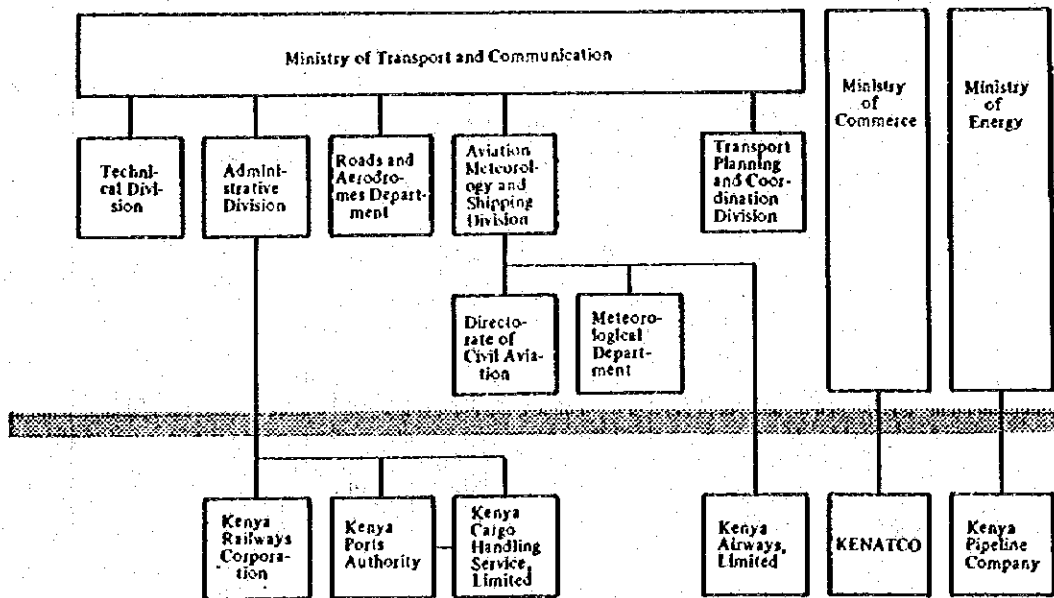 Ministry of Transport and Communication
Ministry
of
Commerce
Ministry
of
Energy
Techni-
cal Divi-
sion
Admini-
strative
Division
Roads and
Aerodro-
mes Depart-
ment
Aviation
Meteorol-
ogy and
Shipping
Division
Transport
Planning
and Coor-
dination
Division
Directo-
rate of
Civil Avia-
tion
Meteoro-
logical
Depart-
ment
Kenya
Railways
Corpora-
tion
Kenya
Ports
Authority
Kenya
Cargo
Handling
Service,
Limited
Kenya
Airways,
Limited
KENATCO
Kenya
Pipeline
Company